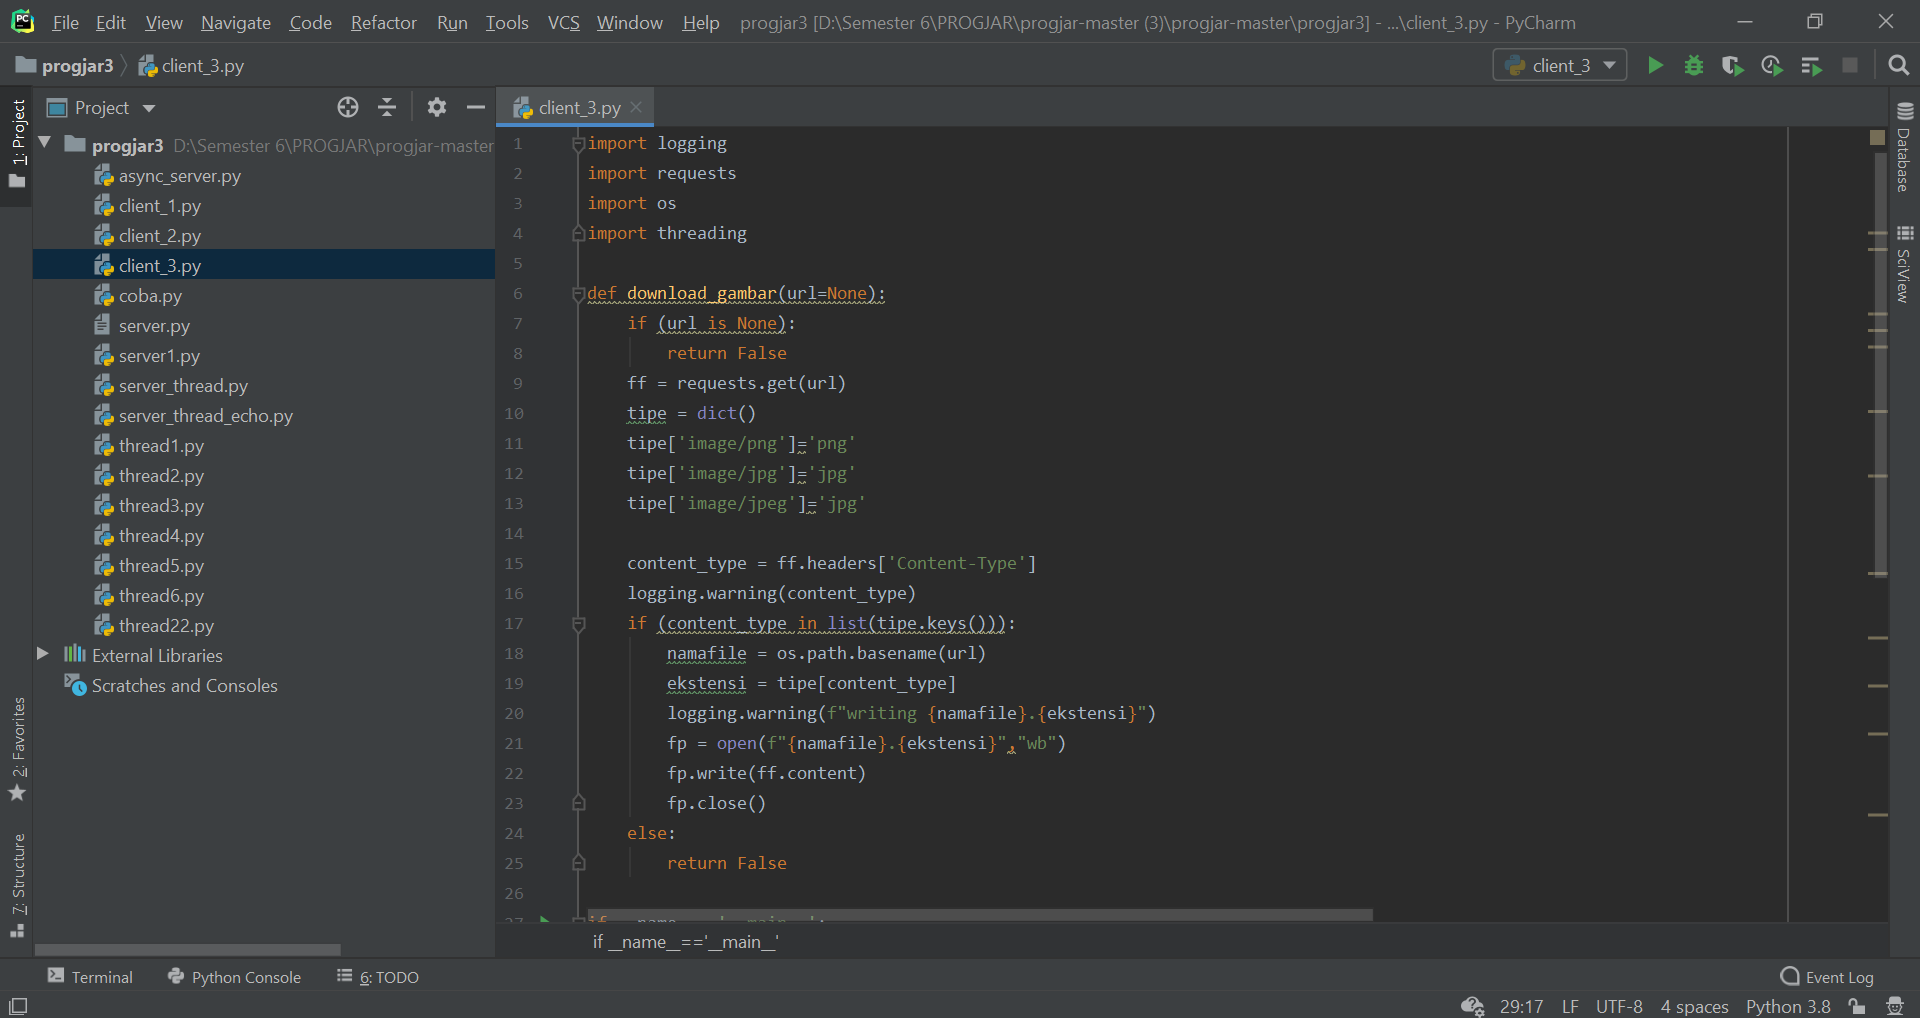 PC File Edit View Navigate Code Refactor Run Tools VCS Window Help progjar3 [D:\Semester 6\PROGJAR\progjar-master (3)\progjar-master\progjar3] - ...\client_3.py - PyCharm
progjar3 client_3.py client_3
Project
client_3.py
1: Project
2: Favorites
7: Structure
progjar3 D:\Semester 6\PROGJAR\progjar-master
async_server.py
client_1.py
client_2.py
client_3.py
coba.py
server.py
server1.py
server_thread.py
server_thread_echo.py
thread1.py
thread2.py
thread3.py
thread4.py
thread5.py
thread6.py
thread22.py
External Libraries
Scratches and Consoles
1 import logging
2 import requests
3 import os
4 import threading
5
6 def download_gambar(url=None):
7 if (url is None):
8 return False
9 ff = requests.get(url)
10 tipe = dict()
11 tipe['image/png']='png'
12 tipe['image/jpg']='jpg'
13 tipe['image/jpeg']='jpg'
14
15 content_type = ff.headers['Content-Type']
16 logging.warning(content_type)
17 if (content_type in list(tipe.keys())):
18 namafile = os.path.basename(url)
19 ekstensi = tipe[content_type]
20 logging.warning(f"writing {namafile}.{ekstensi}")
21 fp = open(f"{namafile}.{ekstensi}","wb")
22 fp.write(ff.content)
23 fp.close()
24 else:
25 return False
26
27 if __name__=='__main__':
if __name__=='__main__'
Database
SciView
Terminal Python Console 6: TODO Event Log
29:17 LF UTF-8 4 spaces Python 3.8